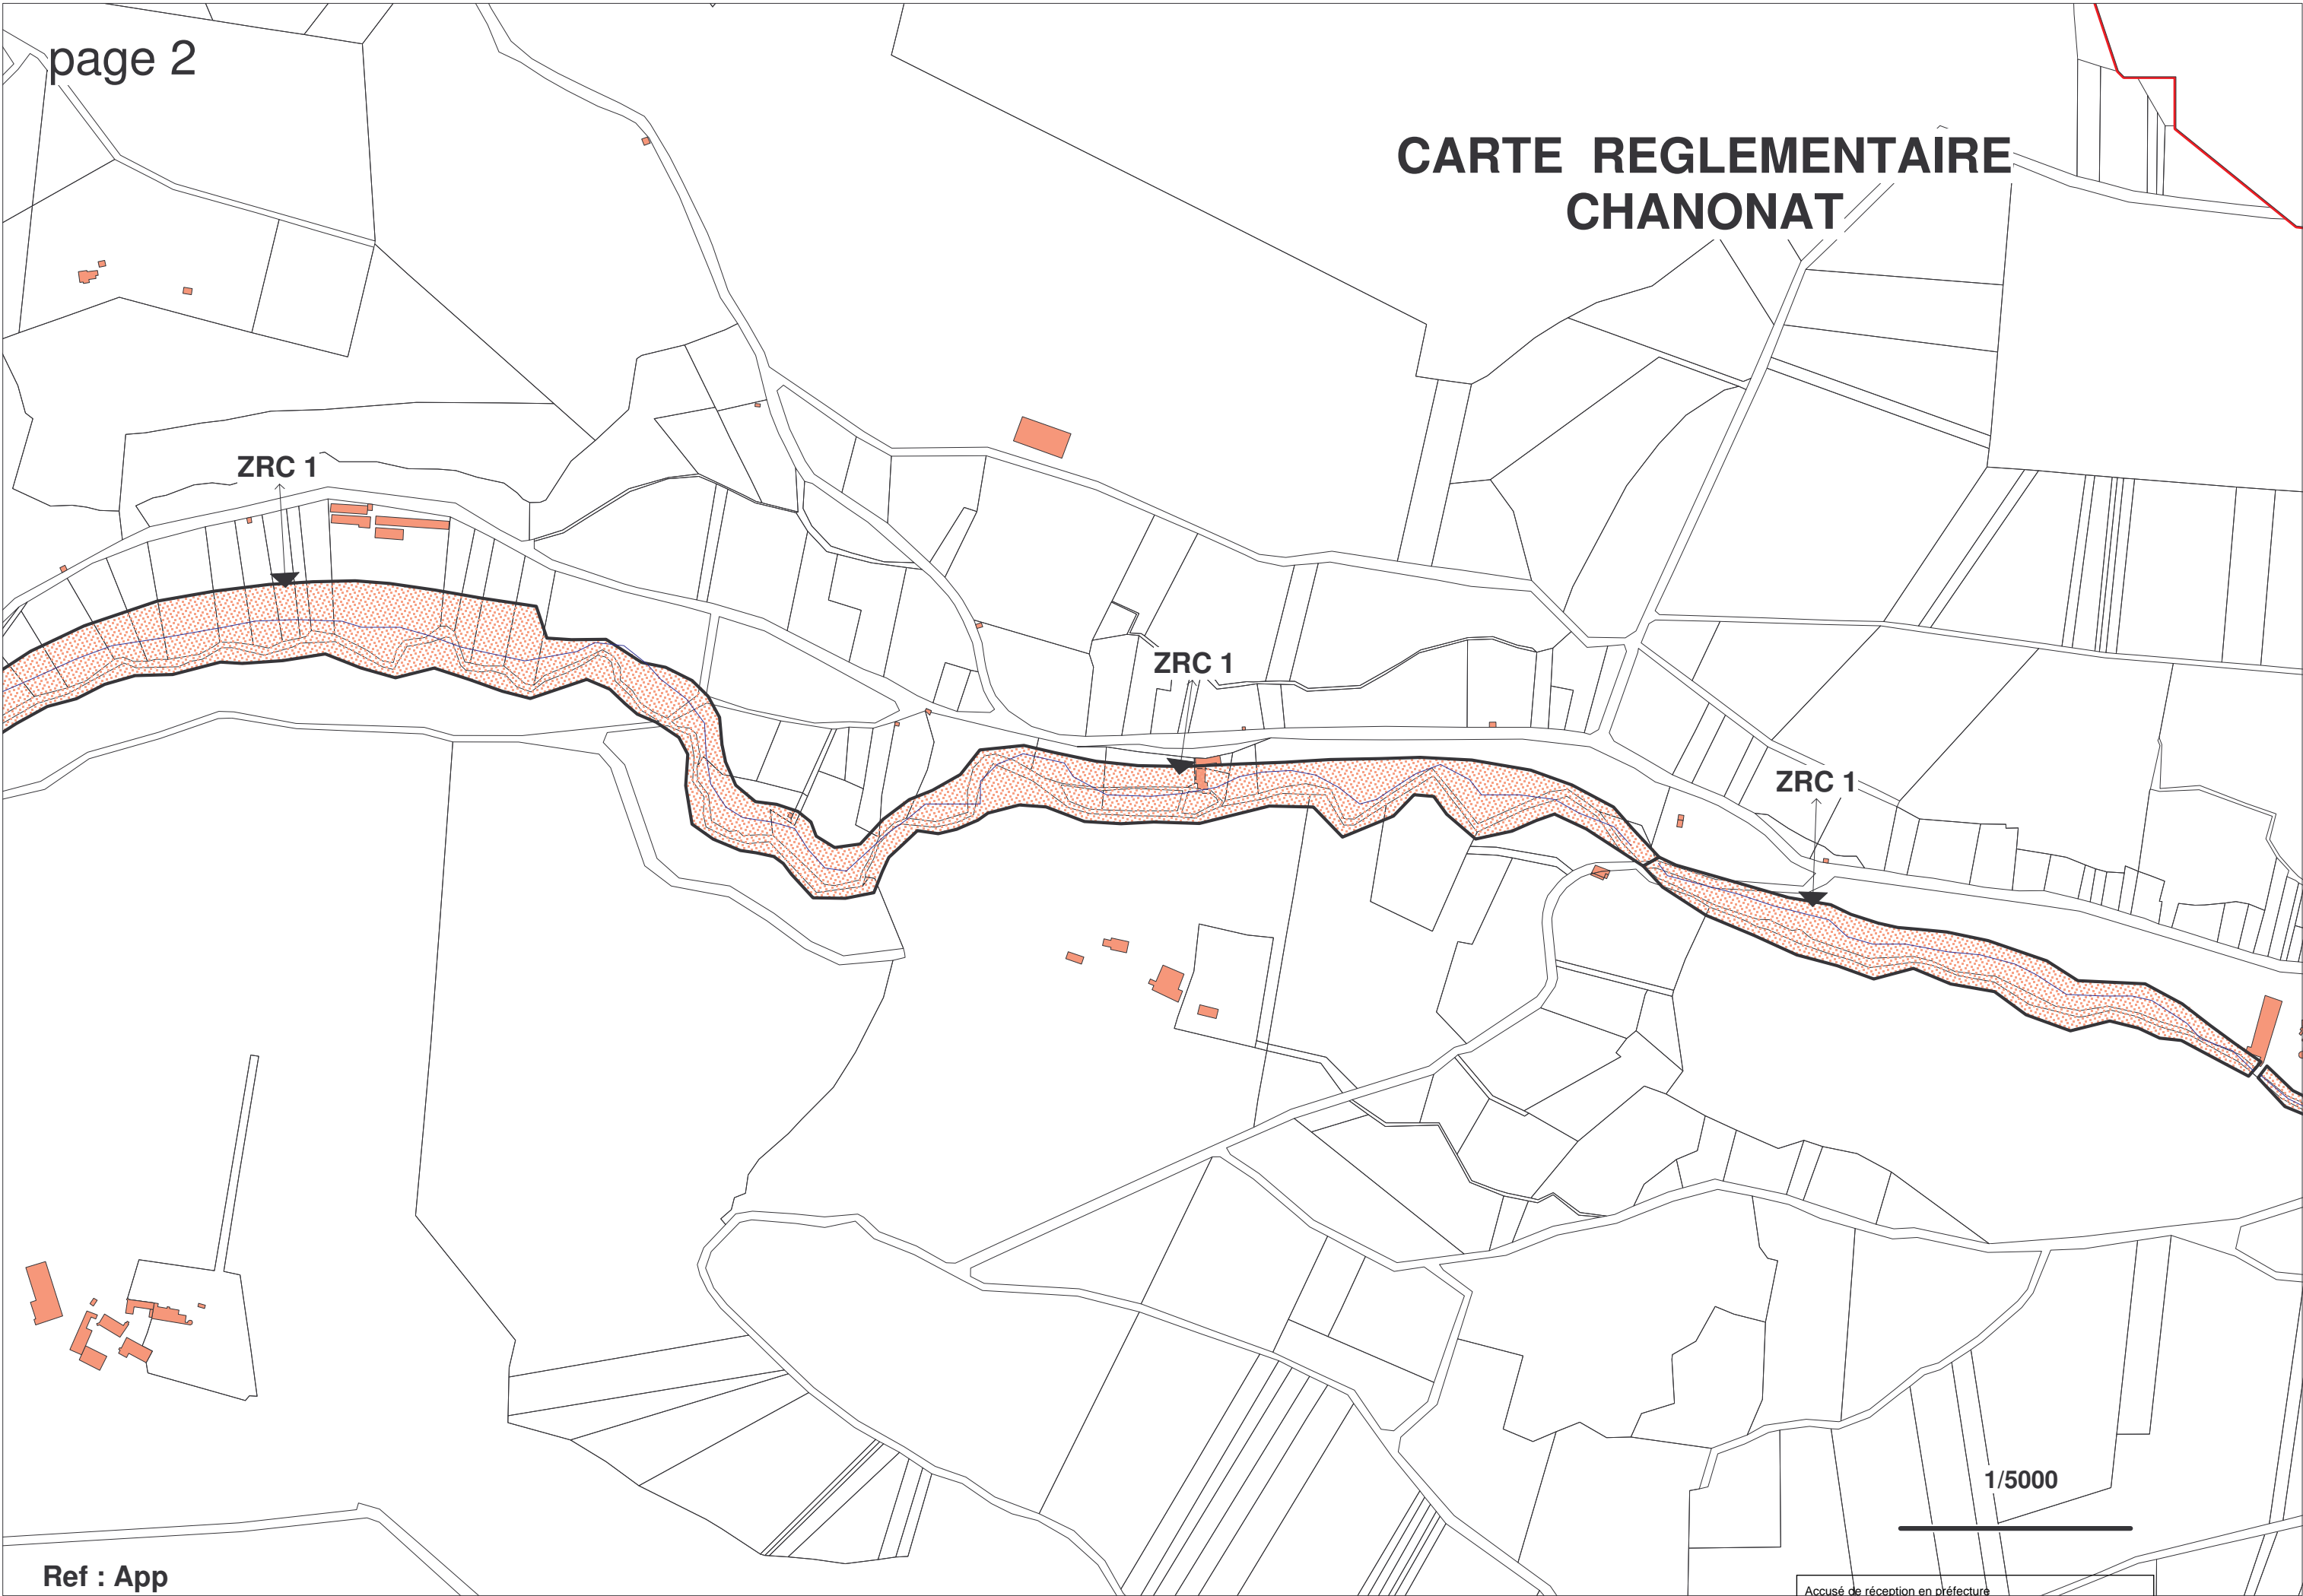 page 2
CARTE REGLEMENTAIRE
CHANONAT
ZRC 1
ZRC 1
ZRC 1
1/5000
Ref : App
Accusé de réception en préfecture